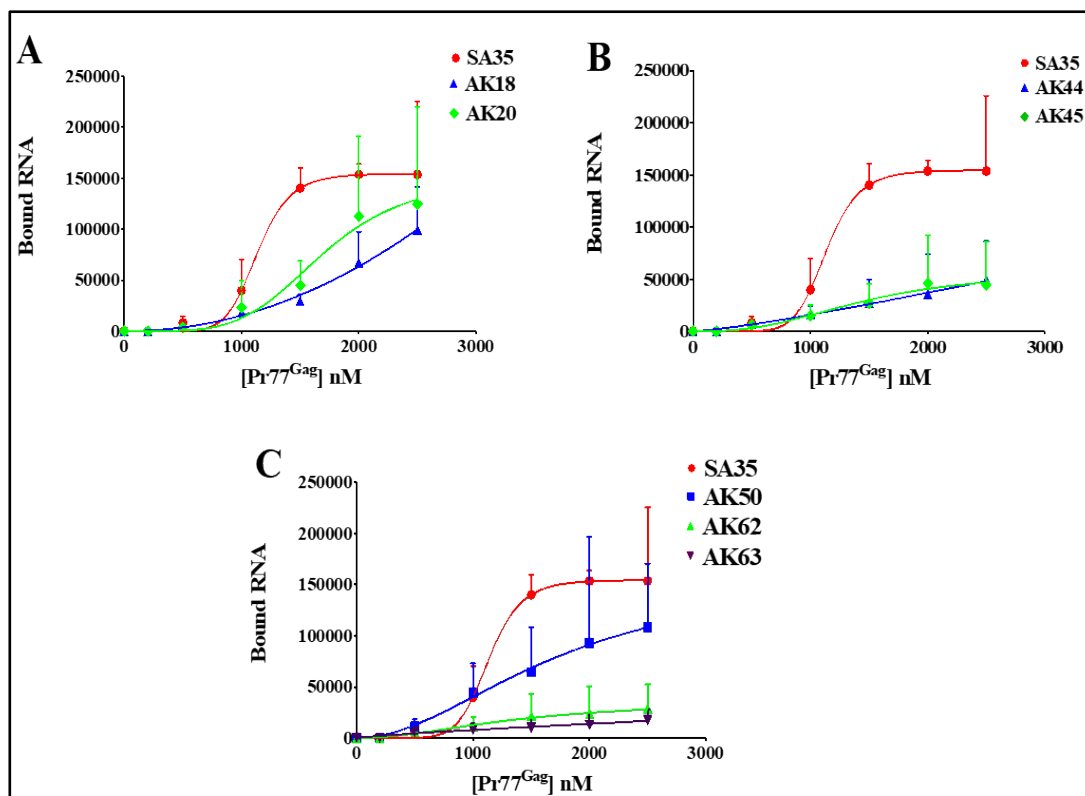 A
SA35
AK18
AK20
250000
200000
150000
100000
50000
0
Bound RNA
0 1000 2000 3000
[Pr77Gag] nM
B
SA35
AK44
AK45
250000
200000
150000
100000
50000
0
Bound RNA
0 1000 2000 3000
[Pr77Gag] nM
C
SA35
AK50
AK62
AK63
250000
200000
150000
100000
50000
0
Bound RNA
0 1000 2000 3000
[Pr77Gag] nM